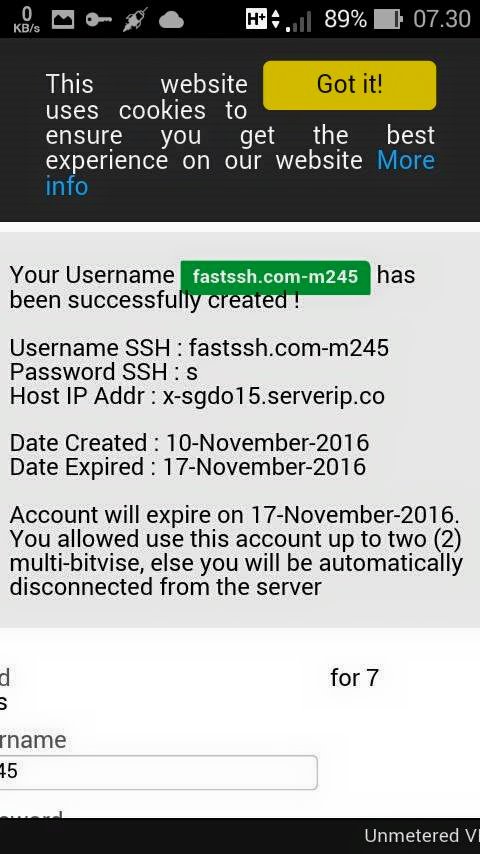 0 KB/s H+ 89% 07.30
This website Got it!
uses cookies to
ensure you get the best
experience on our website More
info
Your Username fastssh.com-m245 has
been successfully created !
Username SSH : fastssh.com-m245
Password SSH : s
Host IP Addr : x-sgdo15.serverip.co
Date Created : 10-November-2016
Date Expired : 17-November-2016
Account will expire on 17-November-2016.
You allowed use this account up to two (2)
multi-bitvise, else you will be automatically
disconnected from the server
d for 7
s
rname
45
Unmetered V